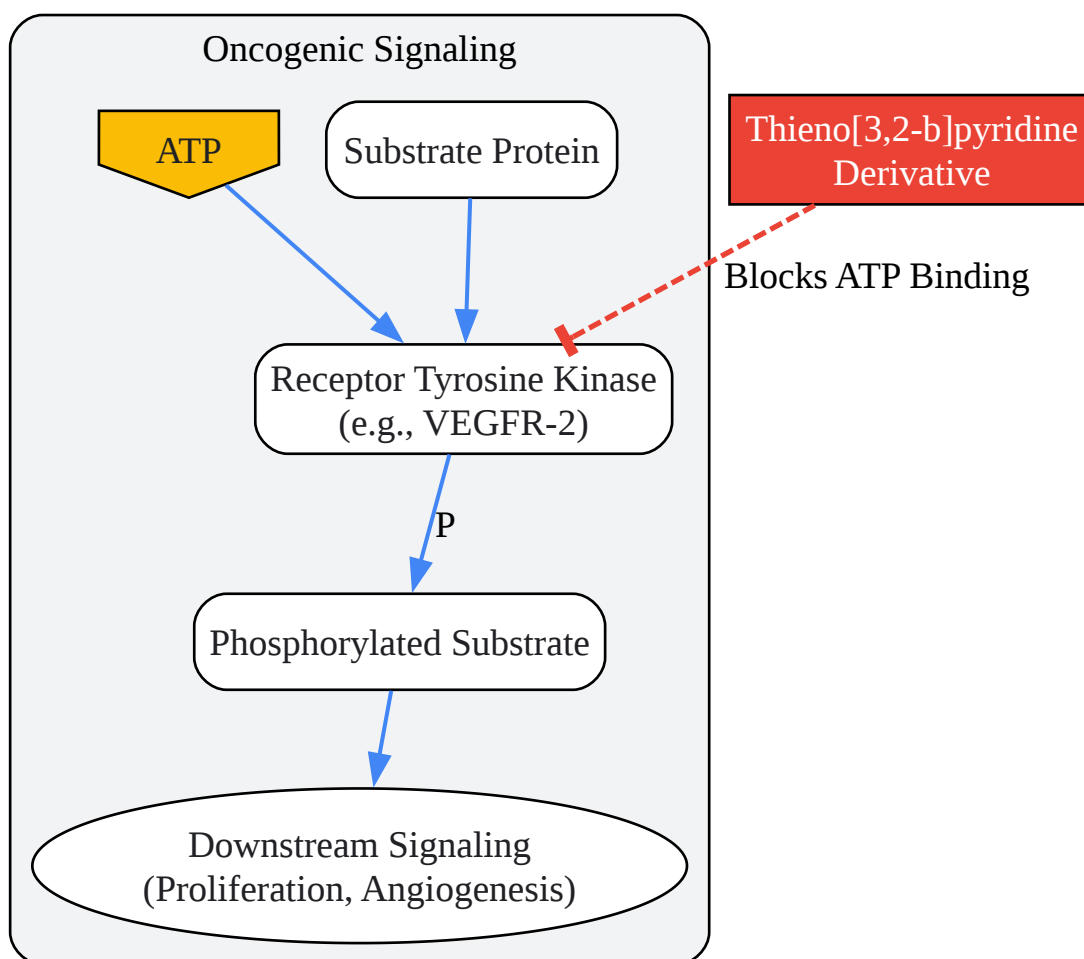 Oncogenic Signaling
ATP
Substrate Protein
Thieno[3,2-b]pyridine
Derivative
Blocks ATP Binding
Receptor Tyrosine Kinase
(e.g., VEGFR-2)
P
Phosphorylated Substrate
Downstream Signaling
(Proliferation, Angiogenesis)